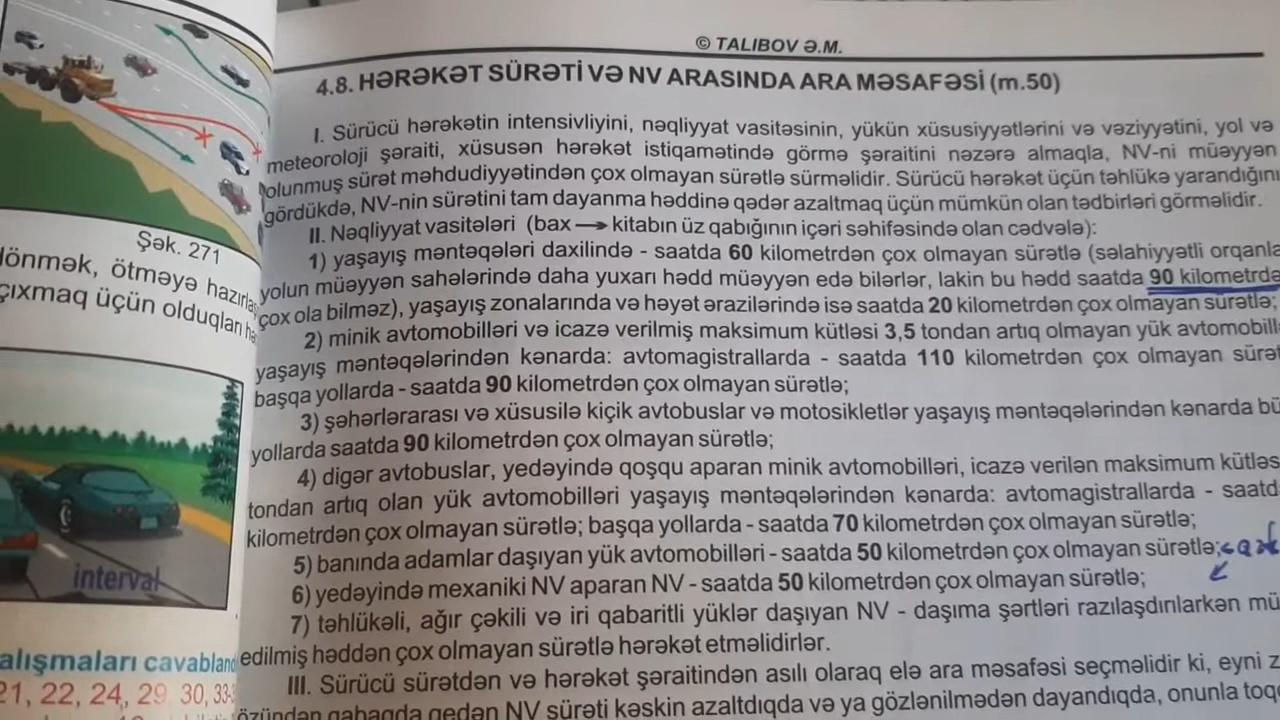 © TALIBOV Ə.M.
4.8. HƏRƏKƏT SÜRƏTİ VƏ NV ARASINDA ARA MƏSAFƏSİ (m.50)
I. Sürücü hərəkətin intensivliyini, nəqliyyat vasitəsinin, yükün xüsusiyyətlərini və vəziyyətini, yol və
meteoroloji şəraiti, xüsusən hərəkət istiqamətində görmə şəraitini nəzərə almaqla, NV-ni müəyyən
olunmuş sürət məhdudiyyətindən çox olmayan sürətlə sürməlidir. Sürücü hərəkət üçün təhlükə yarandığını
gördükdə, NV-nin sürətini tam dayanma həddinə qədər azaltmaq üçün mümkün olan tədbirləri görməlidir.
II. Nəqliyyat vasitələri (bax → kitabın üz qabığının içəri səhifəsində olan cədvələ):
1) yaşayış məntəqələri daxilində - saatda 60 kilometrdən çox olmayan sürətlə (səlahiyyətli orqanla
yolun müəyyən sahələrində daha yuxarı hədd müəyyən edə bilərlər, lakin bu hədd saatda 90 kilometrdə
çox ola bilməz), yaşayış zonalarında və həyət ərazilərində isə saatda 20 kilometrdən çox olmayan sürətlə;
2) minik avtomobilləri və icazə verilmiş maksimum kütləsi 3,5 tondan artıq olmayan yük avtomobill
yaşayış məntəqələrindən kənarda: avtomagistrallarda - saatda 110 kilometrdən çox olmayan sürət
başqa yollarda - saatda 90 kilometrdən çox olmayan sürətlə;
3) şəhərlərarası və xüsusilə kiçik avtobuslar və motosikletlər yaşayış məntəqələrindən kənarda bü
yollarda saatda 90 kilometrdən çox olmayan sürətlə;
4) digər avtobuslar, yedəyində qoşqu aparan minik avtomobilləri, icazə verilən maksimum kütləs
tondan artıq olan yük avtomobilləri yaşayış məntəqələrindən kənarda: avtomagistrallarda - saatd
kilometrdən çox olmayan sürətlə; başqa yollarda - saatda 70 kilometrdən çox olmayan sürətlə;
5) banında adamlar daşıyan yük avtomobilləri - saatda 50 kilometrdən çox olmayan sürətlə;
6) yedəyində mexaniki NV aparan NV - saatda 50 kilometrdən çox olmayan sürətlə;
7) təhlükəli, ağır çəkili və iri qabaritli yüklər daşıyan NV - daşıma şərtləri razılaşdırılarkən mü
edilmiş həddən çox olmayan sürətlə hərəkət etməlidirlər.
III. Sürücü sürətdən və hərəkət şəraitindən asılı olaraq elə ara məsafəsi seçməlidir ki, eyni z
özündən qabaqda gedən NV sürəti kəskin azaltdıqda və ya gözlənilmədən dayandıqda, onunla toqq
Şək. 271
dönmək, ötməyə hazırlaş
çıxmaq üçün olduqları hə
interval
alışmaları cavabland
21, 22, 24, 29, 30, 33-